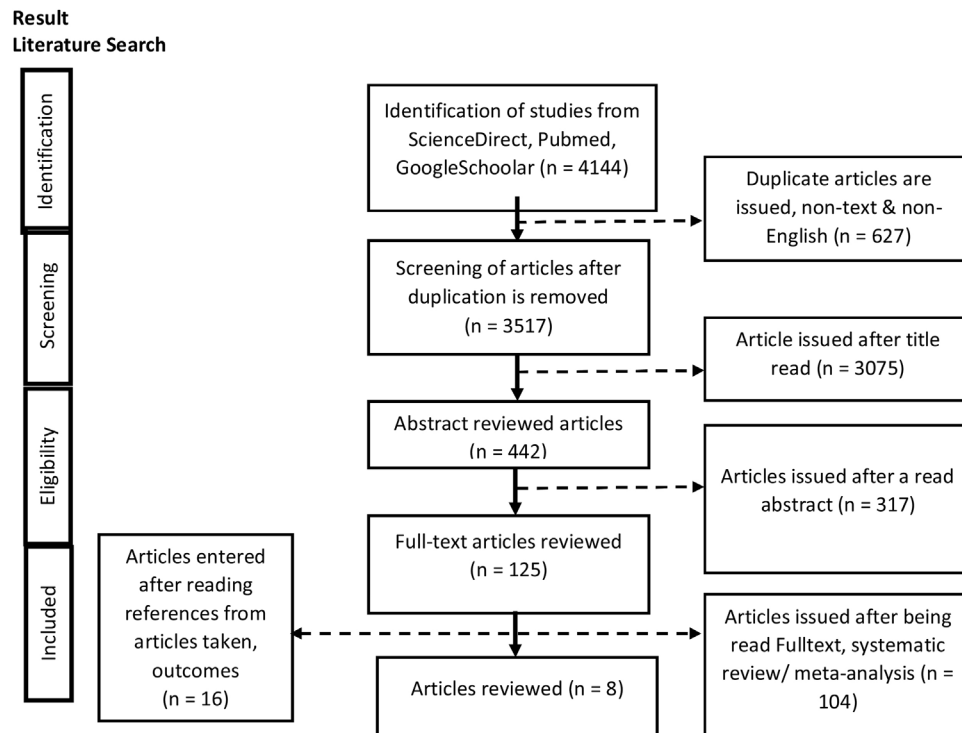 Result
Literature Search
Identification
Screening
Eligibility
Included
Identification of studies from
ScienceDirect, Pubmed,
GoogleSchoolar (n = 4144)
Duplicate articles are
issued, non-text & non-
English (n = 627)
Screening of articles after
duplication is removed
(n = 3517)
Article issued after title
read (n = 3075)
Abstract reviewed articles
(n = 442)
Articles issued after a read
abstract (n = 317)
Full-text articles reviewed
(n = 125)
Articles entered
after reading
references from
articles taken,
outcomes
(n = 16)
Articles issued after being
read Fulltext, systematic
review/ meta-analysis (n =
104)
Articles reviewed (n = 8)